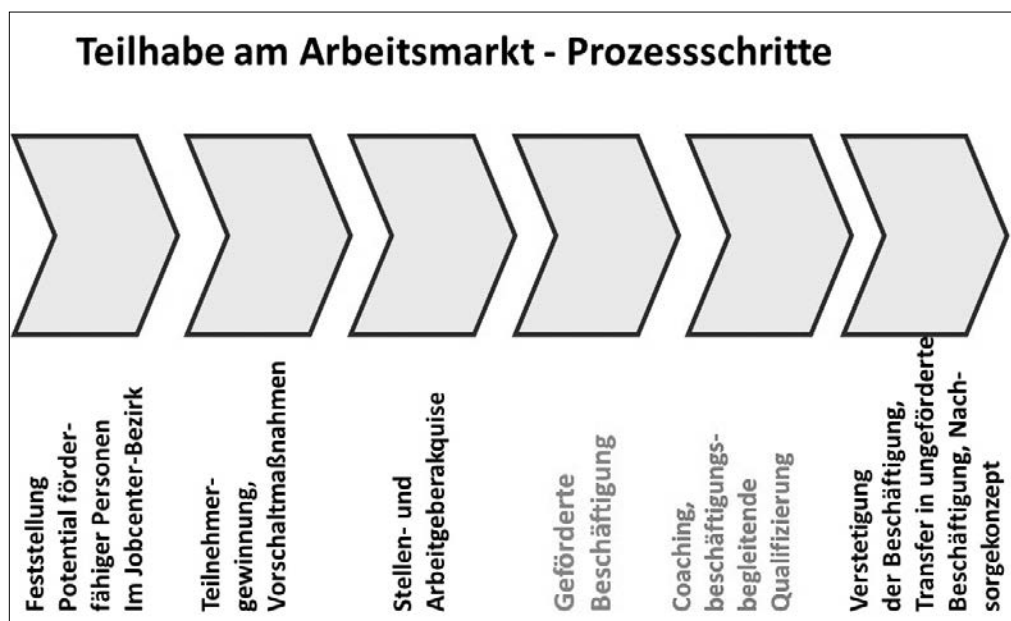 Teilhabe am Arbeitsmarkt - Prozessschritte
Feststellung
Potential förder-
fähiger Personen
Im Jobcenter-Bezirk
Teilnehmer-
gewinnung,
Vorschaltmaßnahmen
Stellen- und
Arbeitgeberakquise
Geförderte
Beschäftigung
Coaching,
beschäftigungs-
begleitende
Qualifizierung
Verstetigung
der Beschäftigung,
Transfer in ungeförderte
Beschäftigung, Nach-
sorgekonzept